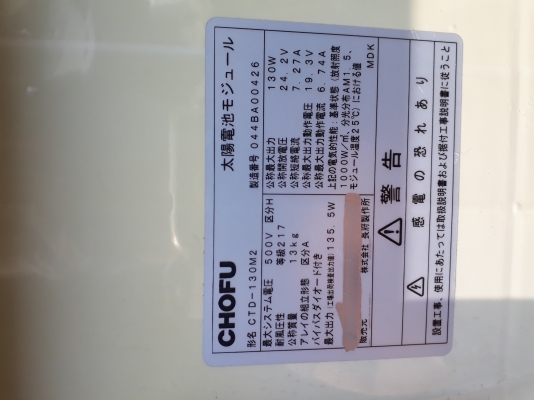 CHOFU 太陽電池モジュール
形名 CTD-130M2 製造番号 044BA00426
最大システム電圧 500V 区分H
耐風圧性 等級217
公称質量 13kg
アレイの組立形態 区分A
バイパスダイオード付き
最大出力(工場出荷検査出力値) 135.5W
販売元
株式会社 長府製作所
公称最大出力 130W
公称開放電圧 24.2V
公称短絡電流 7.27A
公称最大出力動作電圧 19.3V
公称最大出力動作電流 6.74A
上記の電気的性能:基準状態(放射照度
1000W/㎡、分光分布AM1.5、
モジュール温度25℃)における値
MDK
警告
感電の恐れあり
設置工事、使用にあたっては取扱説明書および据付工事説明書に従うこと